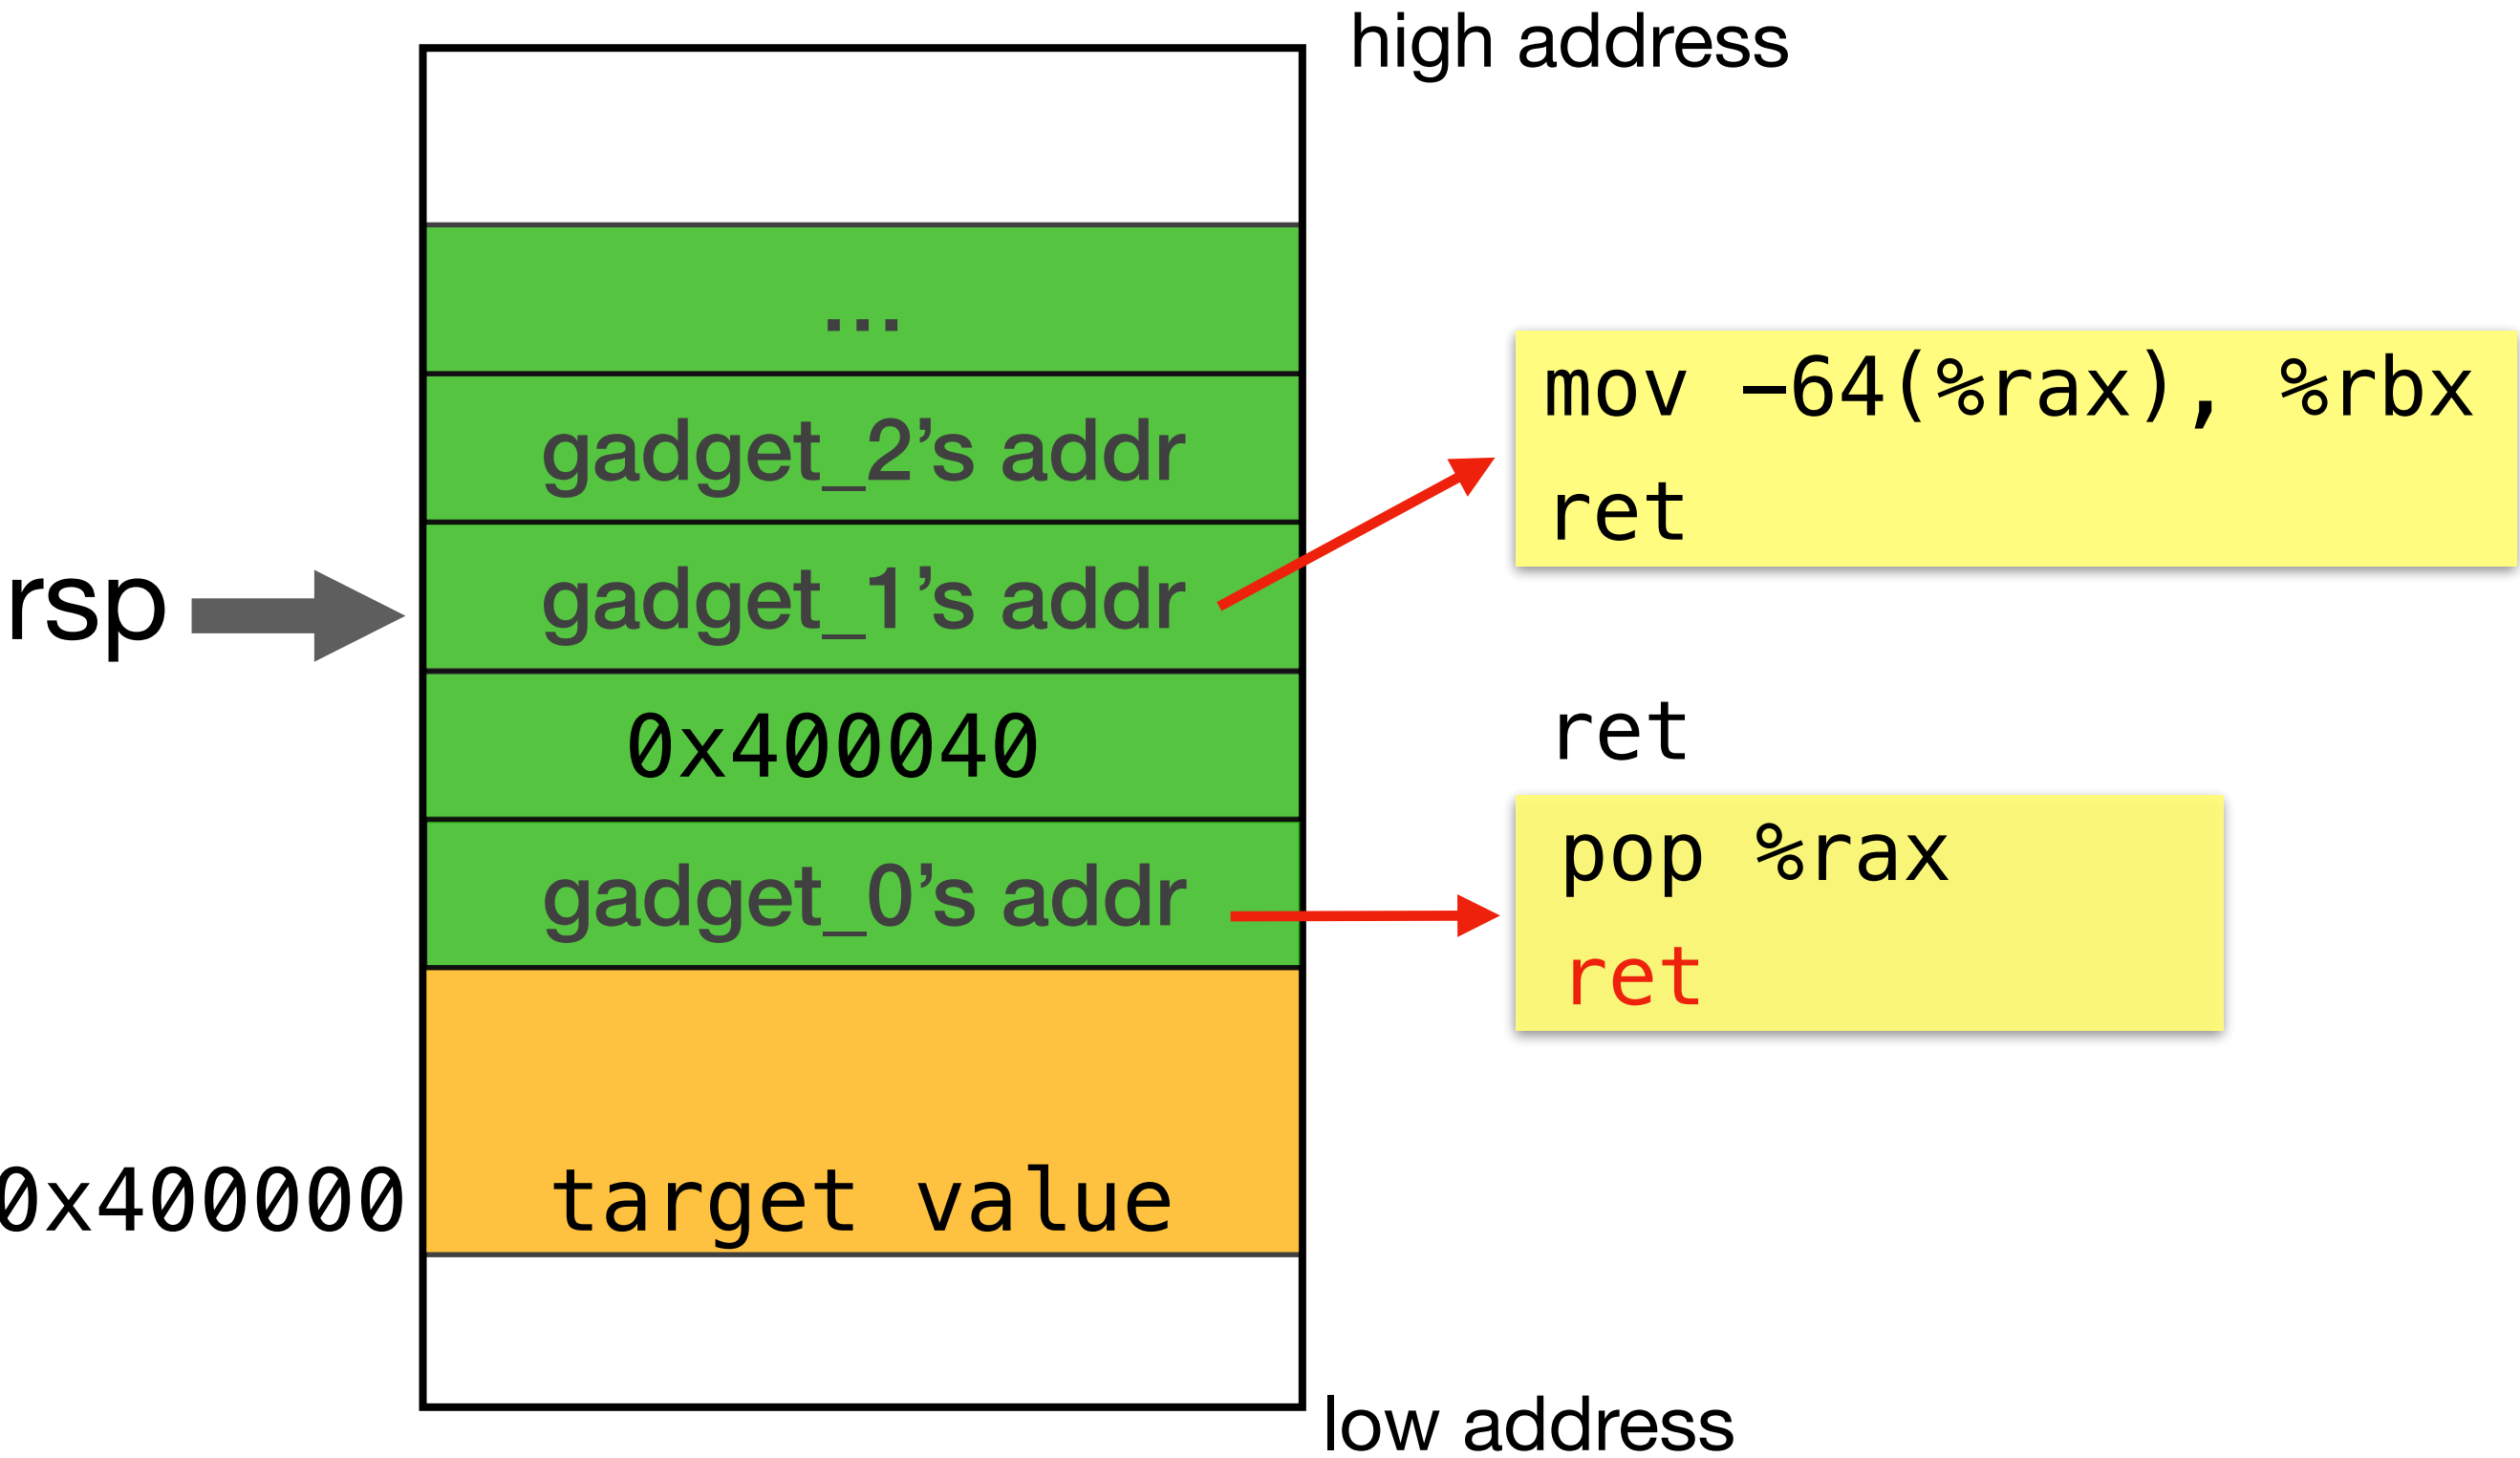 high address
...
mov -64(%rax), %rbx
gadget_2’s addr
ret
rsp
gadget_1’s addr
0x400040
ret
pop %rax
gadget_0’s addr
ret
0x400000
target value
low address